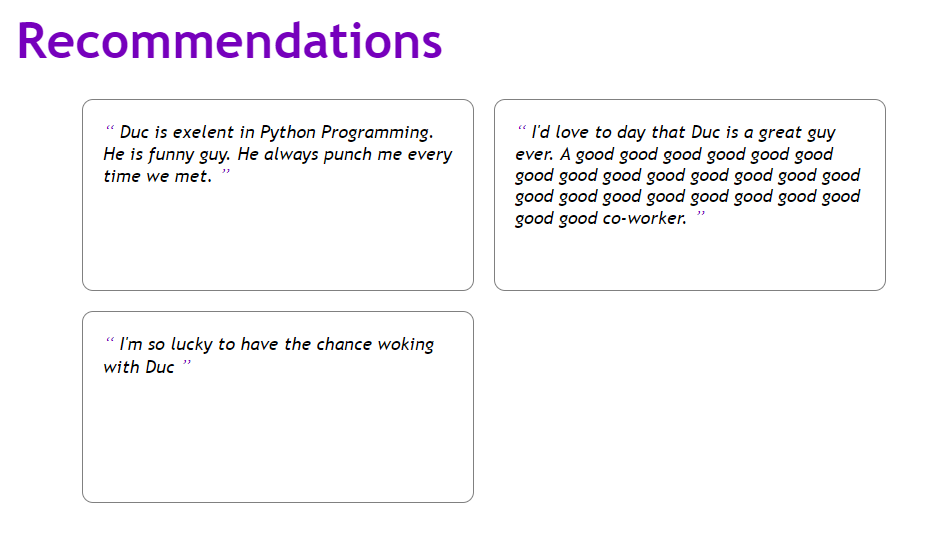 Recommendations
“ Duc is exelent in Python Programming.
He is funny guy. He always punch me every
time we met. ”
“ I'd love to day that Duc is a great guy
ever. A good good good good good good
good good good good good good good good
good good good good good good good good
good good co-worker. ”
“ I'm so lucky to have the chance woking
with Duc ”